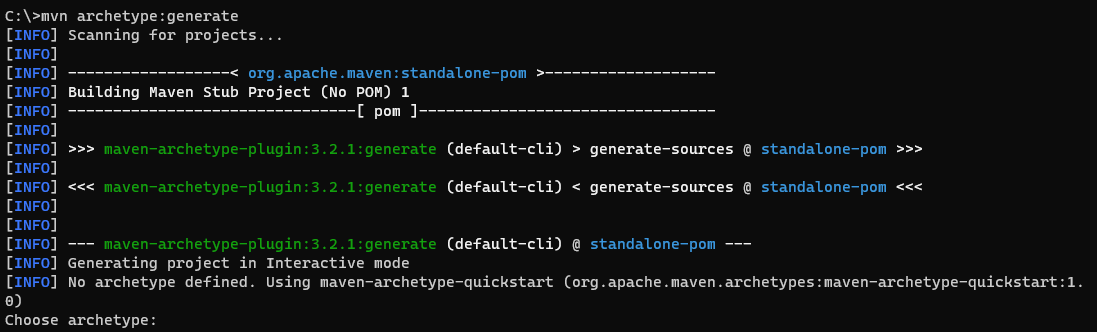 C:\>mvn archetype:generate
[INFO] Scanning for projects...
[INFO]
[INFO] ------------------< org.apache.maven:standalone-pom >-------------------
[INFO] Building Maven Stub Project (No POM) 1
[INFO] --------------------------------[ pom ]---------------------------------
[INFO]
[INFO] >>> maven-archetype-plugin:3.2.1:generate (default-cli) > generate-sources @ standalone-pom >>>
[INFO]
[INFO] <<< maven-archetype-plugin:3.2.1:generate (default-cli) < generate-sources @ standalone-pom <<<
[INFO]
[INFO]
[INFO] --- maven-archetype-plugin:3.2.1:generate (default-cli) @ standalone-pom ---
[INFO] Generating project in Interactive mode
[INFO] No archetype defined. Using maven-archetype-quickstart (org.apache.maven.archetypes:maven-archetype-quickstart:1.
0)
Choose archetype: